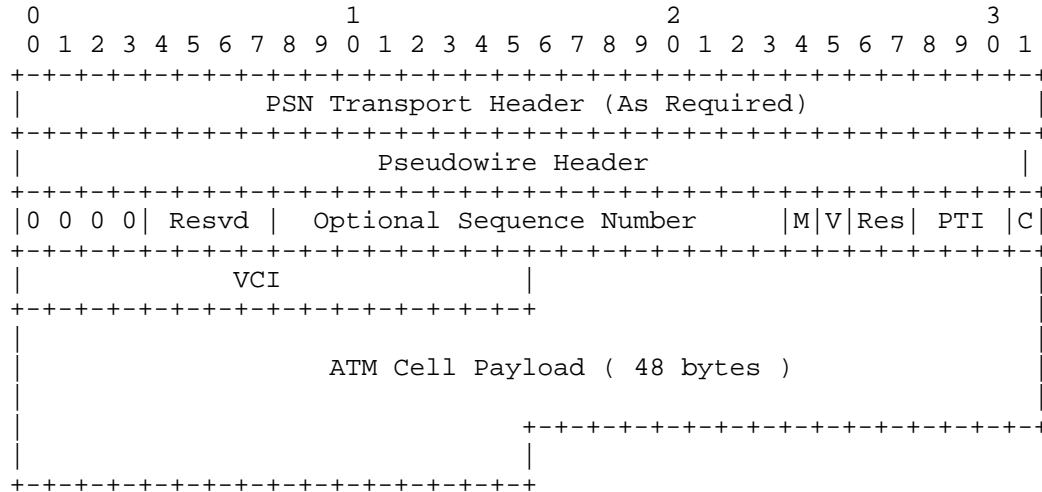 0                   1                   2                   3
 0 1 2 3 4 5 6 7 8 9 0 1 2 3 4 5 6 7 8 9 0 1 2 3 4 5 6 7 8 9 0 1
+-+-+-+-+-+-+-+-+-+-+-+-+-+-+-+-+-+-+-+-+-+-+-+-+-+-+-+-+-+-+-+-+
|               PSN Transport Header (As Required)              |
+-+-+-+-+-+-+-+-+-+-+-+-+-+-+-+-+-+-+-+-+-+-+-+-+-+-+-+-+-+-+-+-+
|                      Pseudowire Header                       |
+-+-+-+-+-+-+-+-+-+-+-+-+-+-+-+-+-+-+-+-+-+-+-+-+-+-+-+-+-+-+-+-+
|0 0 0 0| Resvd |  Optional Sequence Number     |M|V|Res| PTI |C|
+-+-+-+-+-+-+-+-+-+-+-+-+-+-+-+-+-+-+-+-+-+-+-+-+-+-+-+-+-+-+-+-+
|             VCI               |                               |
+-+-+-+-+-+-+-+-+-+-+-+-+-+-+-+-+                               |
|                                                               |
|                   ATM Cell Payload ( 48 bytes )               |
|                                                               |
|                               +-+-+-+-+-+-+-+-+-+-+-+-+-+-+-+-+
|                               |
+-+-+-+-+-+-+-+-+-+-+-+-+-+-+-+-+